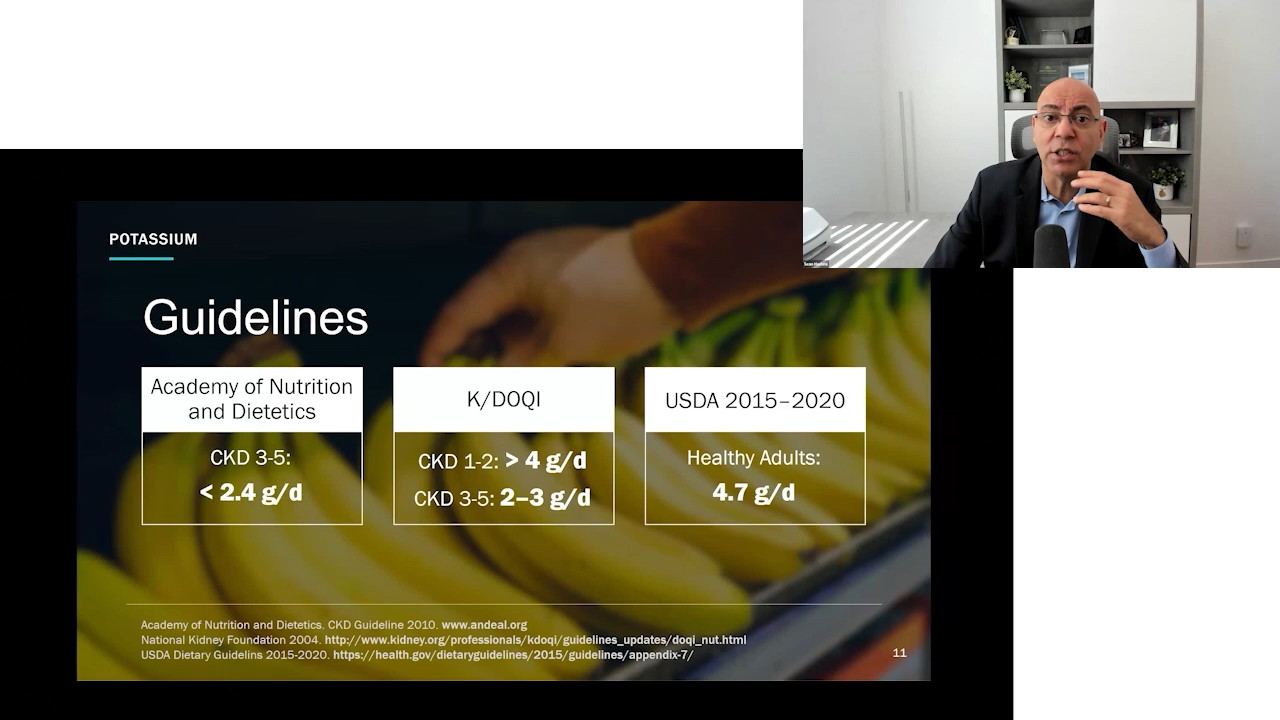 Sean Hashmi
POTASSIUM
Guidelines
Academy of Nutrition
and Dietetics
CKD 3-5:
< 2.4 g/d
K/DOQI
CKD 1-2: > 4 g/d
CKD 3-5: 2–3 g/d
USDA 2015–2020
Healthy Adults:
4.7 g/d
Academy of Nutrition and Dietetics. CKD Guideline 2010. www.andeal.org
National Kidney Foundation 2004. http://www.kidney.org/professionals/kdoqi/guidelines_updates/doqi_nut.html
USDA Dietary Guidelins 2015-2020. https://health.gov/dietaryguidelines/2015/guidelines/appendix-7/
11